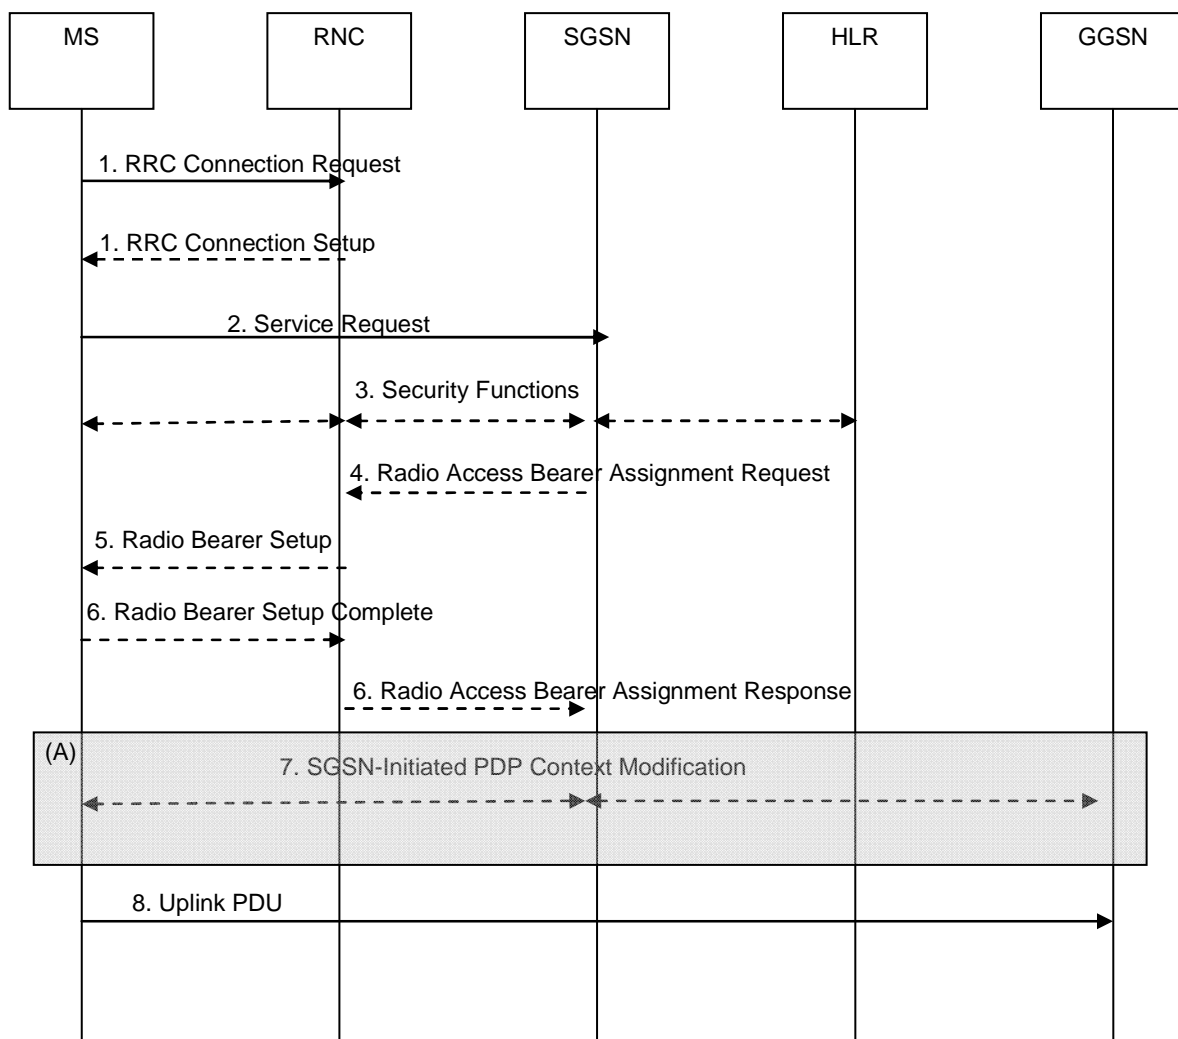 MS
RNC
SGSN
HLR
GGSN
1. RRC Connection Request
1. RRC Connection Setup
2. Service Request
3. Security Functions
4. Radio Access Bearer Assignment Request
5. Radio Bearer Setup
6. Radio Bearer Setup Complete
6. Radio Access Bearer Assignment Response
(A)
7. SGSN-Initiated PDP Context Modification
8. Uplink PDU